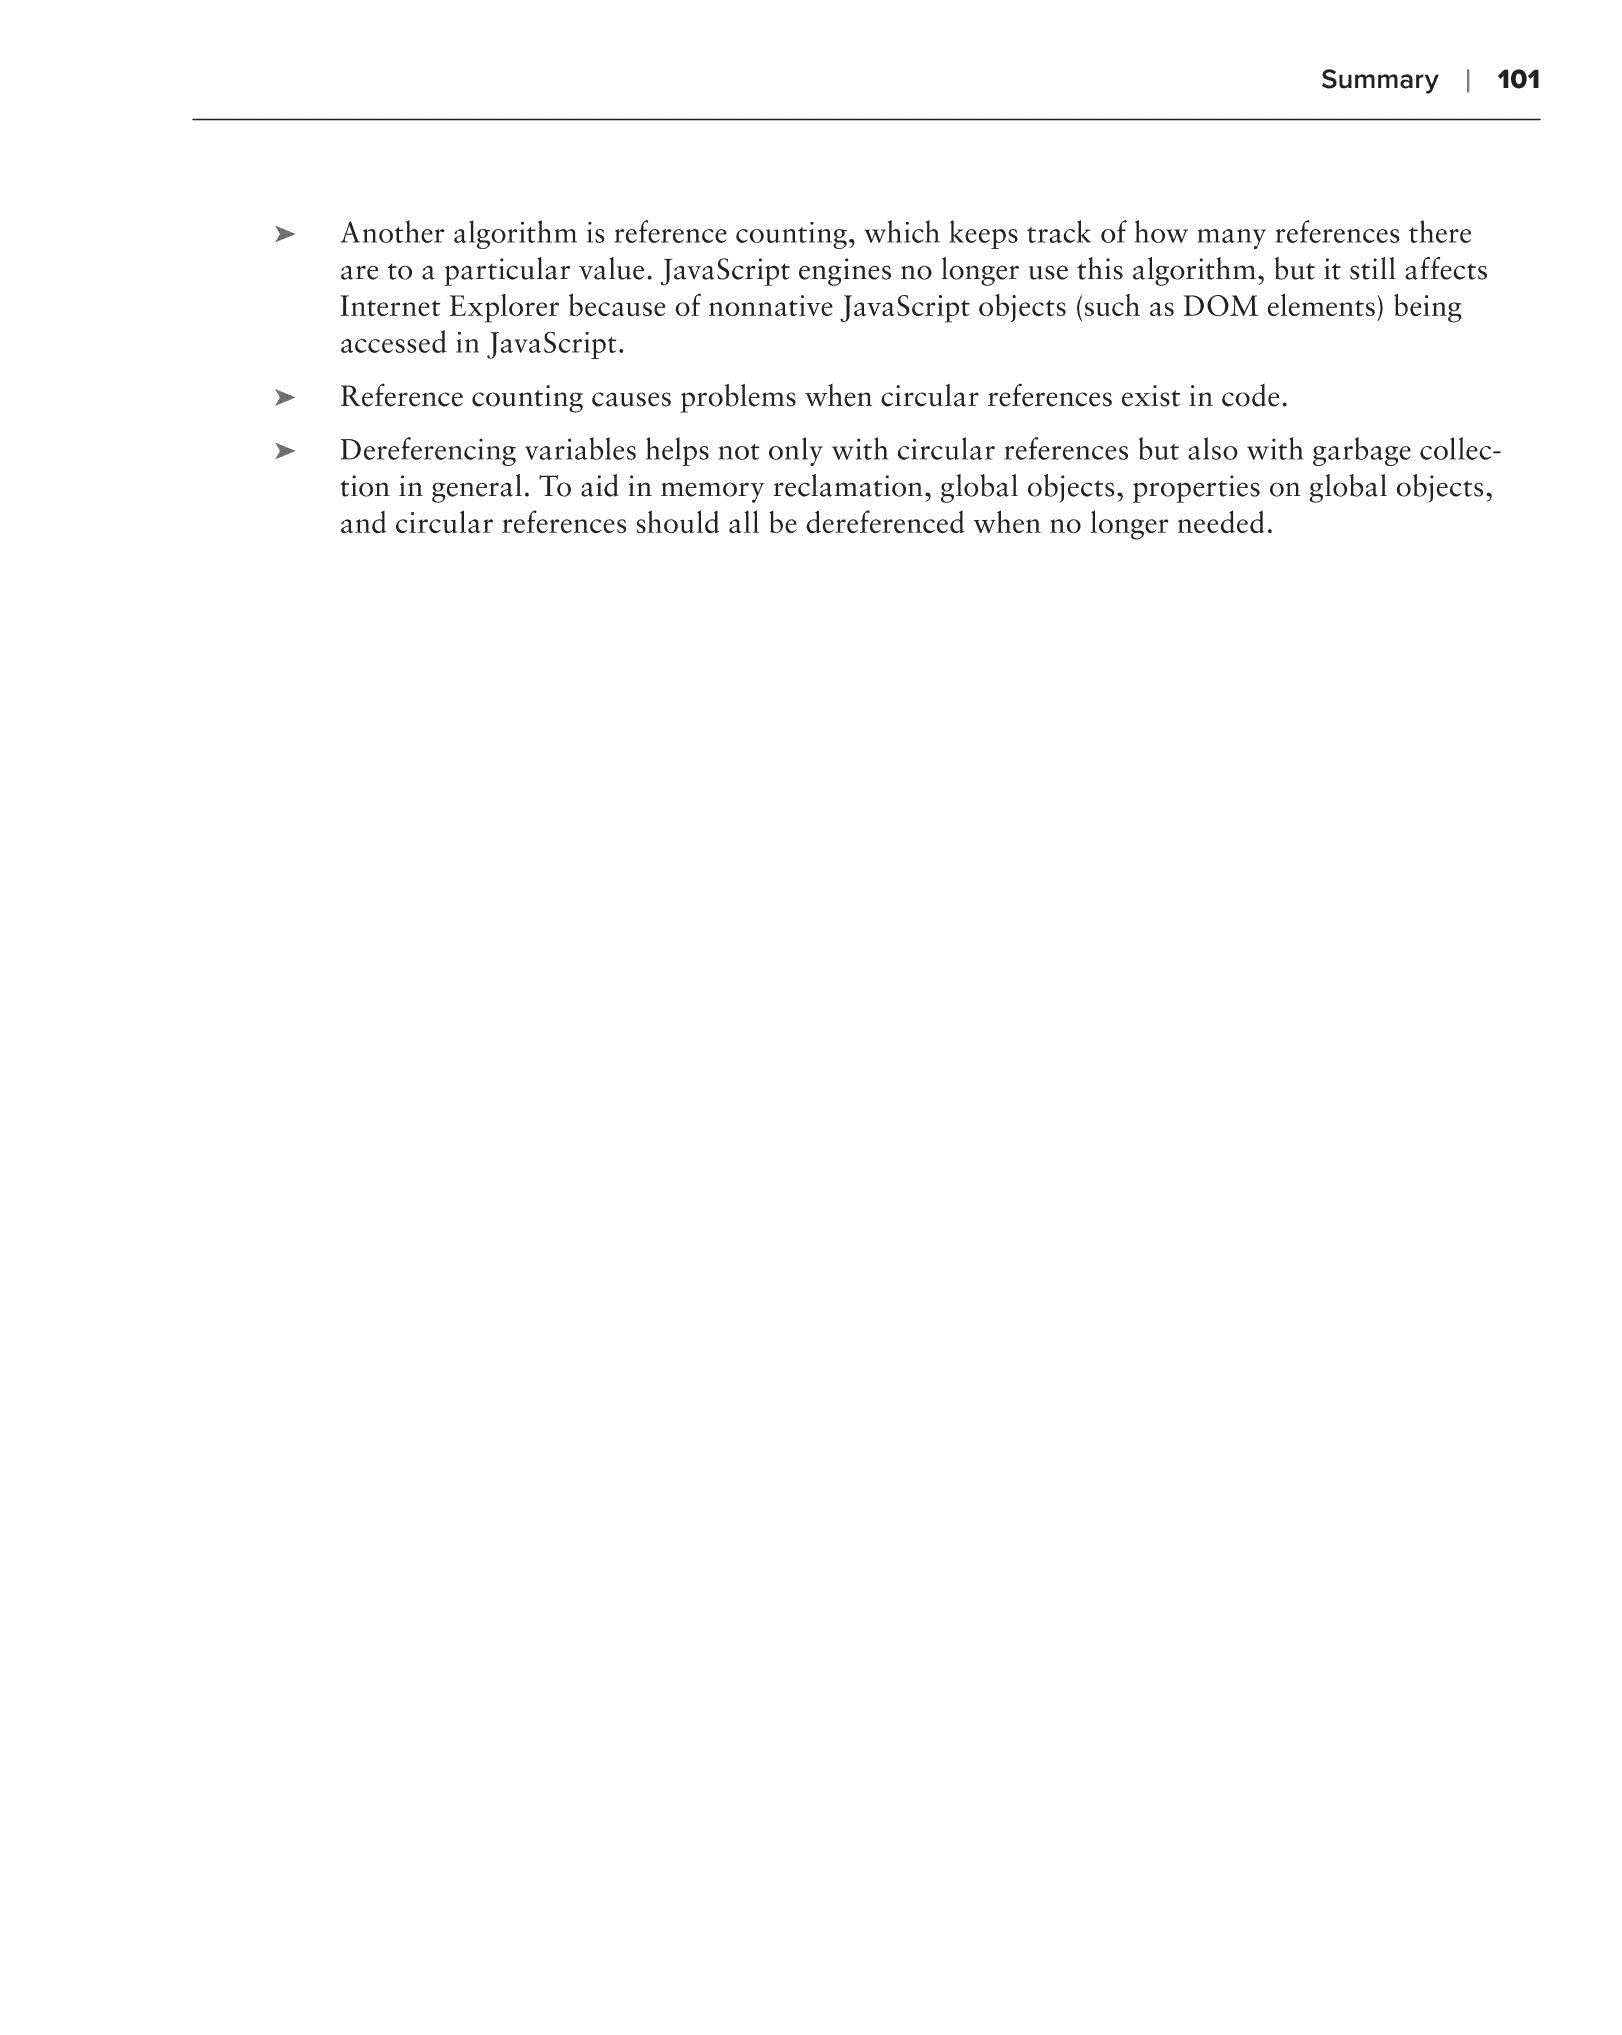 Summary | 101
➤ Another algorithm is reference counting, which keeps track of how many references there
are to a particular value. JavaScript engines no longer use this algorithm, but it still affects
Internet Explorer because of nonnative JavaScript objects (such as DOM elements) being
accessed in JavaScript.
➤ Reference counting causes problems when circular references exist in code.
➤ Dereferencing variables helps not only with circular references but also with garbage collec-
tion in general. To aid in memory reclamation, global objects, properties on global objects,
and circular references should all be dereferenced when no longer needed.